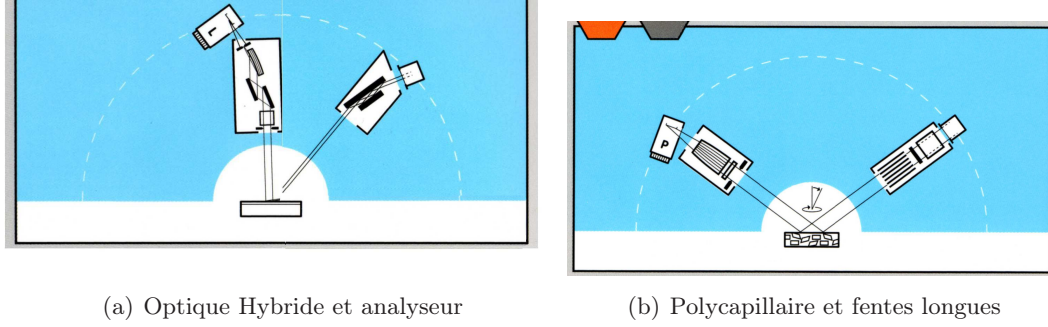 L
P
(a) Optique Hybride et analyseur
(b) Polycapillaire et fentes longues